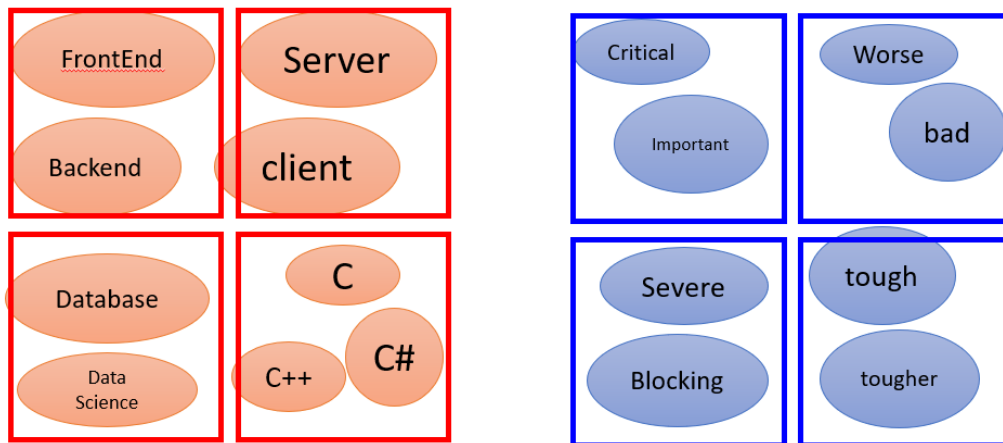 FrontEnd
Backend
Server
client
Database
Data
Science
C
C++
C#
Critical
Important
Worse
bad
Severe
Blocking
tough
tougher